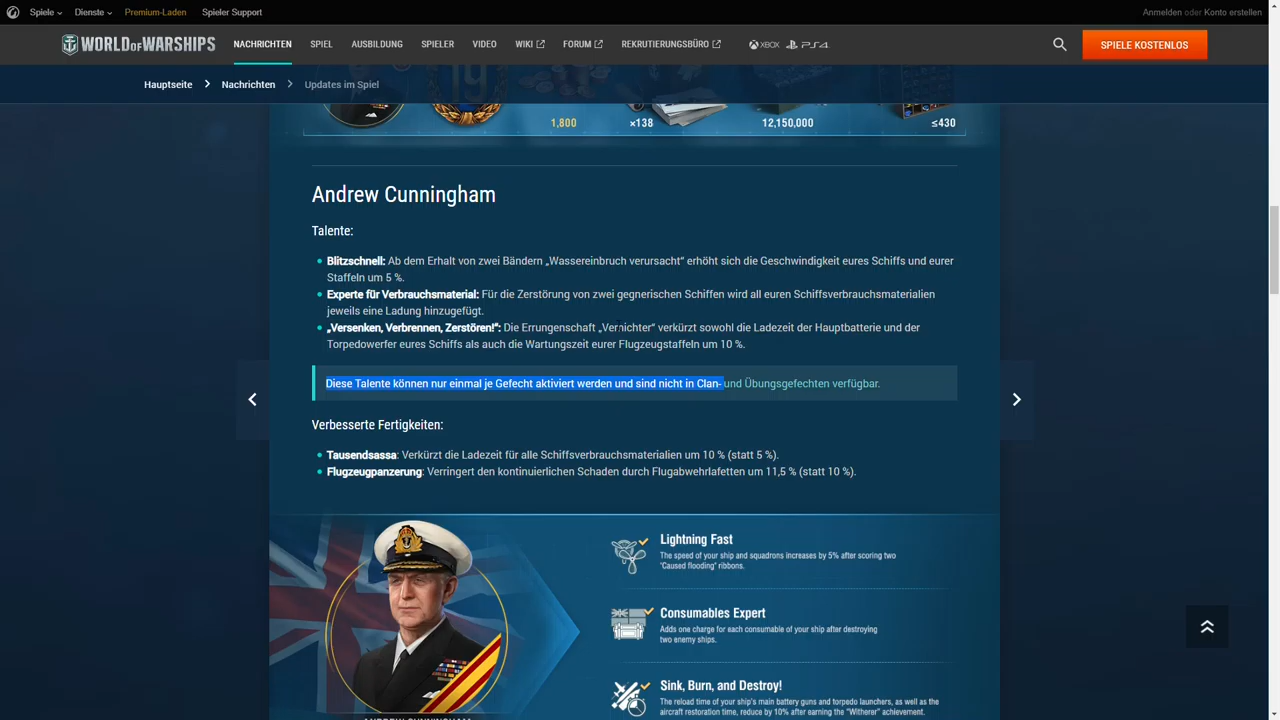 Spiele Dienste Premium-Laden Spieler Support Anmelden oder Konto erstellen
WORLD OF WARSHIPS NACHRICHTEN SPIEL AUSBILDUNG SPIELER VIDEO WIKI FORUM REKRUTIERUNGSBÜRO XBOX PS4 SPIELE KOSTENLOS
Hauptseite Nachrichten Updates im Spiel
19
1,800 ×138 12,150,000 ≤430
Andrew Cunningham
Talente:
Blitzschnell: Ab dem Erhalt von zwei Bändern „Wassereinbruch verursacht“ erhöht sich die Geschwindigkeit eures Schiffs und eurer
Staffeln um 5 %.
Experte für Verbrauchsmaterial: Für die Zerstörung von zwei gegnerischen Schiffen wird all euren Schiffsverbrauchsmaterialien
jeweils eine Ladung hinzugefügt.
„Versenken, Verbrennen, Zerstören!“: Die Errungenschaft „Vernichter“ verkürzt sowohl die Ladezeit der Hauptbatterie und der
Torpedowerfer eures Schiffs als auch die Wartungszeit eurer Flugzeugstaffeln um 10 %.
Diese Talente können nur einmal je Gefecht aktiviert werden und sind nicht in Clan- und Übungsgefechten verfügbar.
Verbesserte Fertigkeiten:
Tausendsassa: Verkürzt die Ladezeit für alle Schiffsverbrauchsmaterialien um 10 % (statt 5 %).
Flugzeugpanzerung: Verringert den kontinuierlichen Schaden durch Flugabwehrlafetten um 11,5 % (statt 10 %).
Lightning Fast
The speed of your ship and squadrons increases by 5% after scoring two
"Caused flooding" ribbons.
Consumables Expert
Adds one charge for each consumable of your ship after destroying
two enemy ships.
Sink, Burn, and Destroy!
The reload time of your ship's main battery guns and torpedo launchers, as well as the
aircraft restoration time, reduce by 10% after earning the "Witherer" achievement.
ANDREW CUNNINGHAM